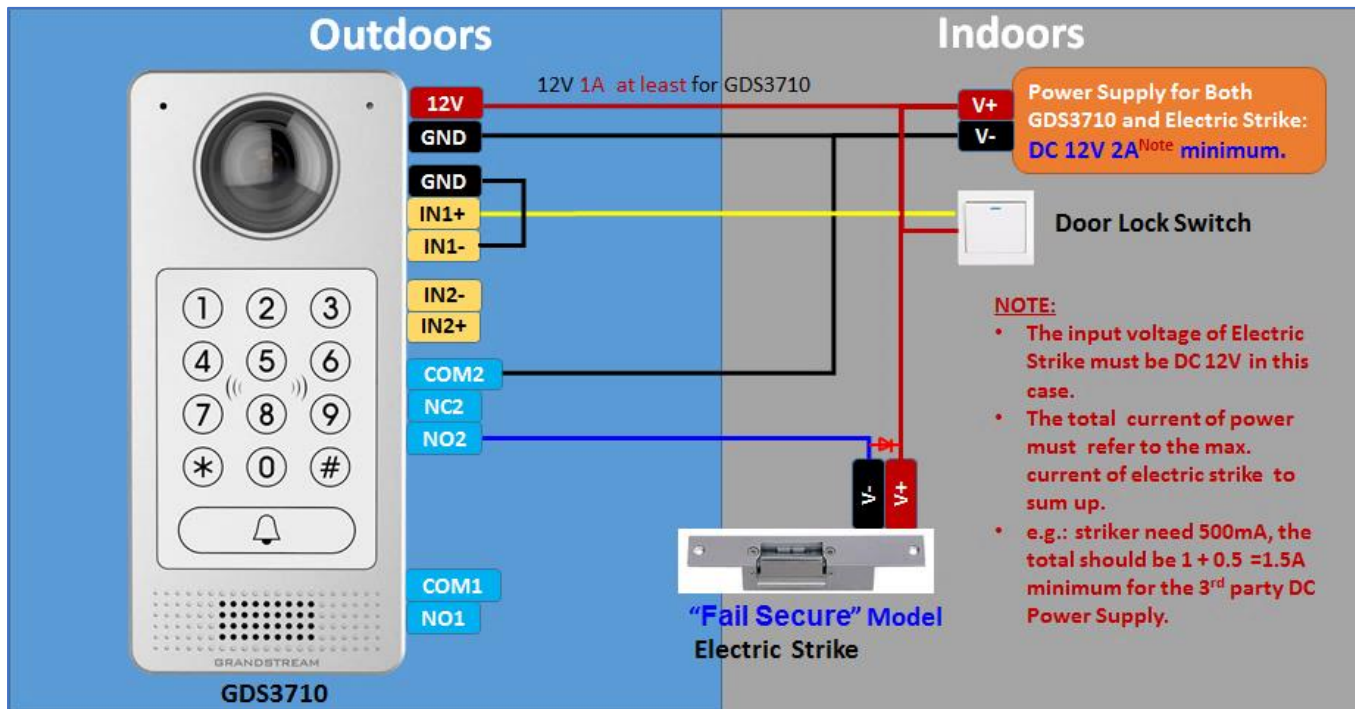 Outdoors
Indoors
12V 1A at least for GDS3710
12V
GND
GND
IN1+
IN1-
IN2-
IN2+
COM2
NC2
NO2
COM1
NO1
1 2 3
4 5 6
7 8 9
* 0 #
GRANDSTREAM
GDS3710
V+
V-
Power Supply for Both
GDS3710 and Electric Strike:
DC 12V 2A^Note minimum.
Door Lock Switch
V-
V+
“Fail Secure” Model
Electric Strike
NOTE:
• The input voltage of Electric
Strike must be DC 12V in this
case.
• The total current of power
must refer to the max.
current of electric strike to
sum up.
• e.g.: striker need 500mA, the
total should be 1 + 0.5 =1.5A
minimum for the 3rd party DC
Power Supply.